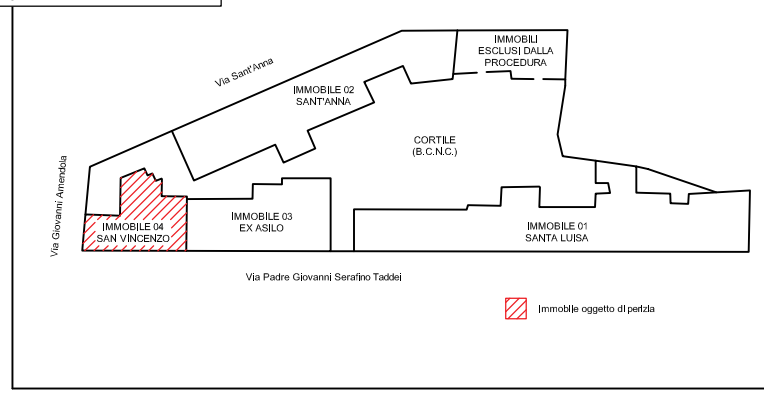 IMMOBILI
ESCLUSI DALLA
PROCEDURA
Via Sant'Anna
IMMOBILE 02
SANT'ANNA
CORTILE
(B.C.N.C.)
Via Giovanni Amendola
IMMOBILE 04
SAN VINCENZO
IMMOBILE 03
EX ASILO
IMMOBILE 01
SANTA LUISA
Via Padre Giovanni Serafino Taddei
Immobile oggetto di perizia